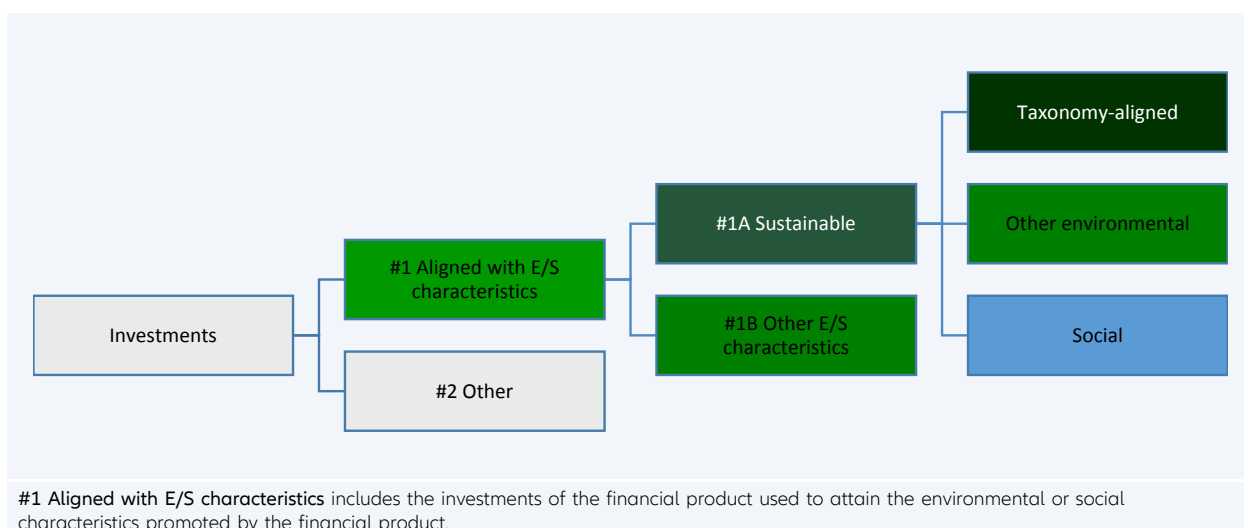 Taxonomy-aligned
#1A Sustainable
Other environmental
#1 Aligned with E/S
characteristics
Investments
#1B Other E/S
characteristics
Social
#2 Other
#1 Aligned with E/S characteristics includes the investments of the financial product used to attain the environmental or social
characteristics promoted by the financial product.